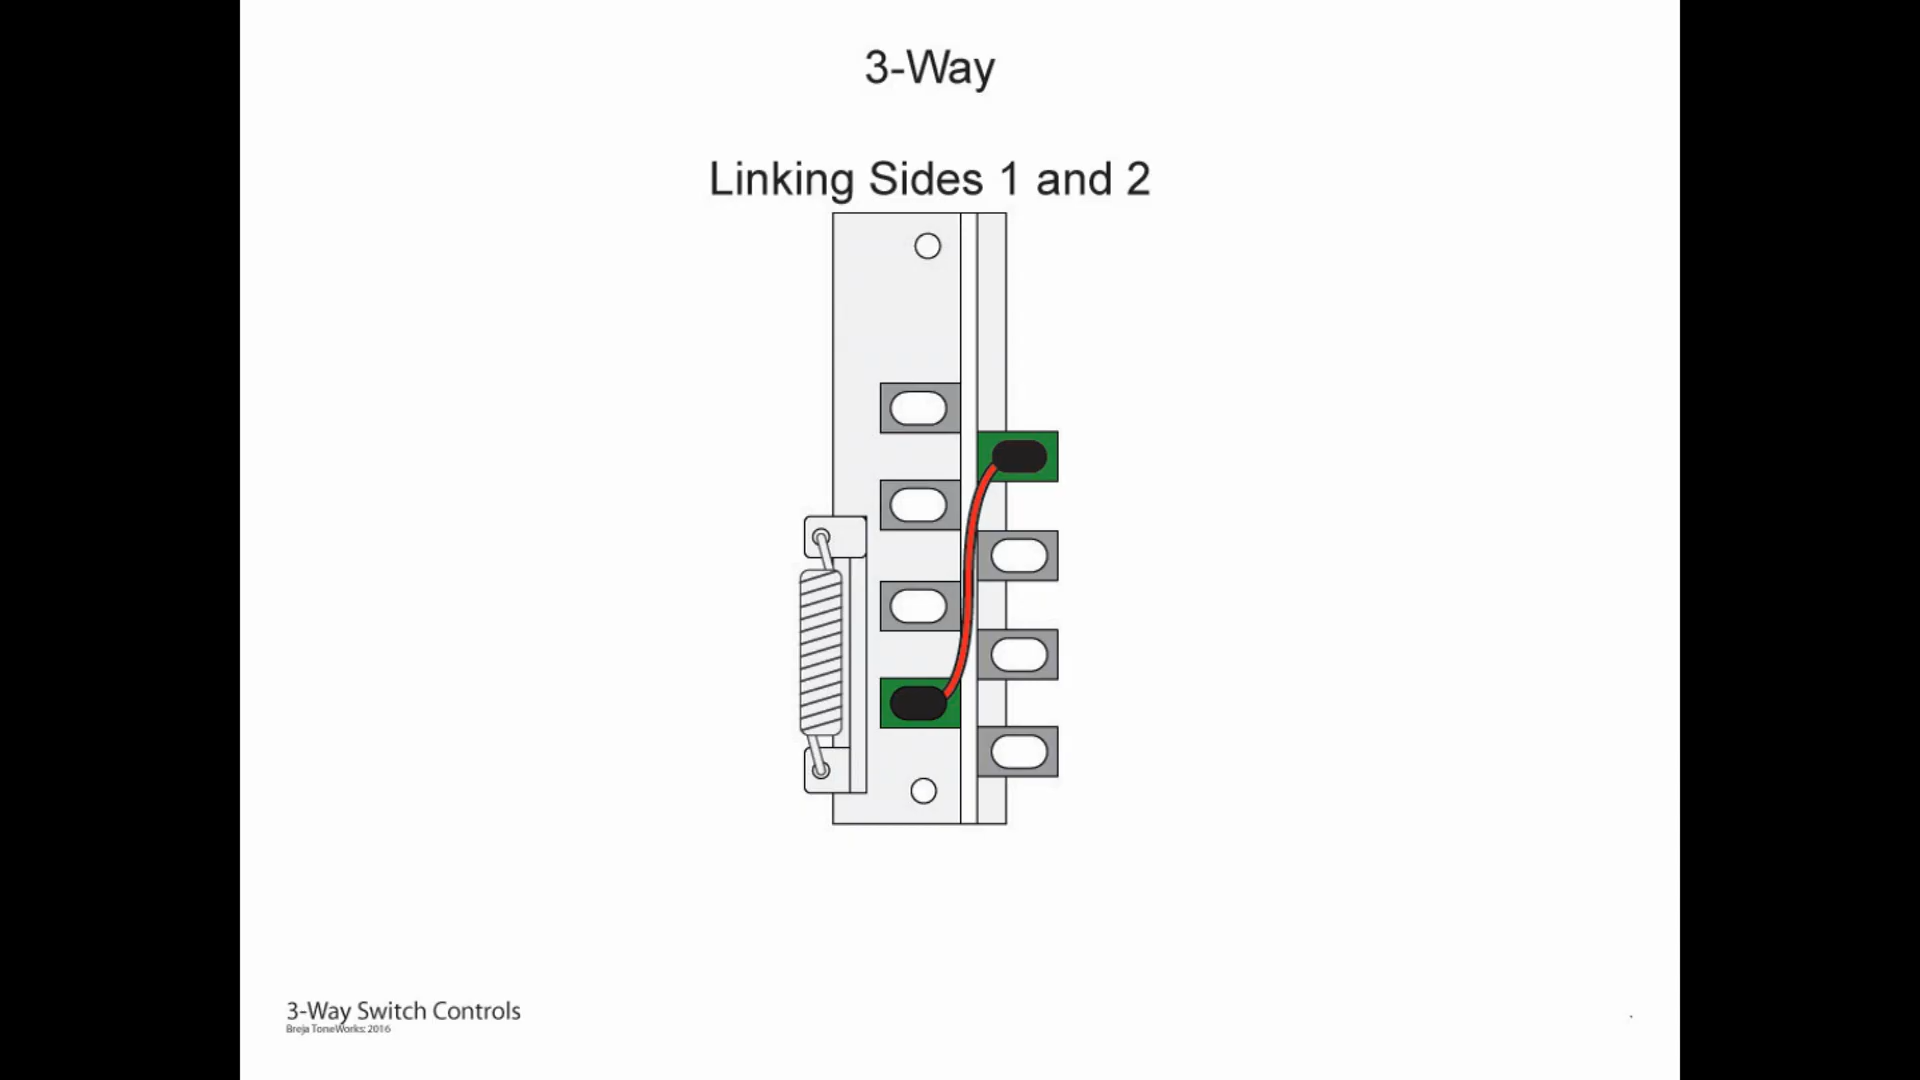 3-Way
Linking Sides 1 and 2
3-Way Switch Controls
Breja ToneWorks: 2016